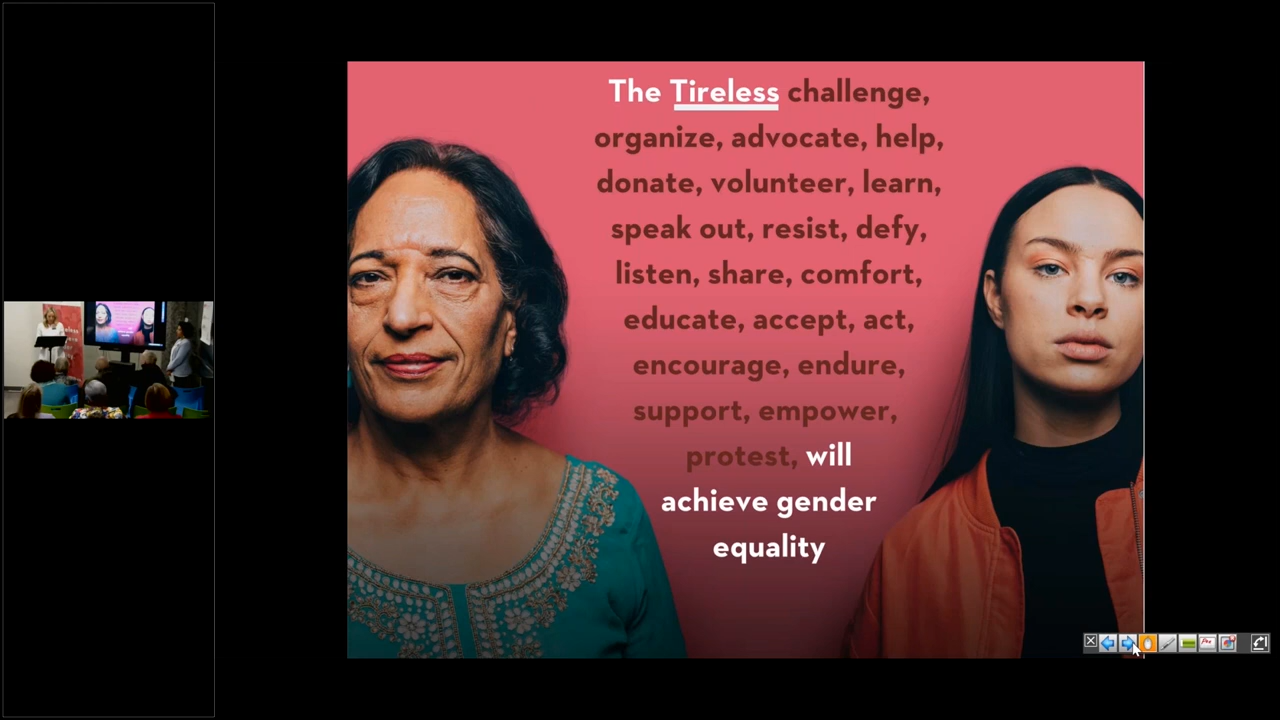 The Tireless challenge,
organize, advocate, help,
donate, volunteer, learn,
speak out, resist, defy,
listen, share, comfort,
educate, accept, act,
encourage, endure,
support, empower,
protest, will
achieve gender
equality